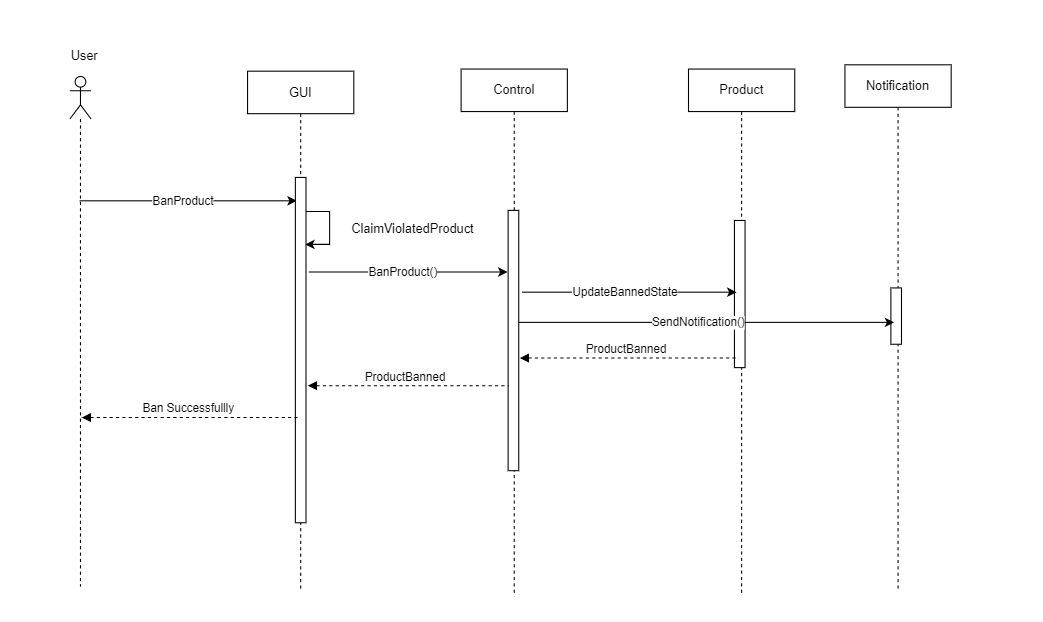 User
GUI
Control
Product
Notification
BanProduct
ClaimViolatedProduct
BanProduct()
UpdateBannedState
SendNotification()
ProductBanned
ProductBanned
Ban Successfullly